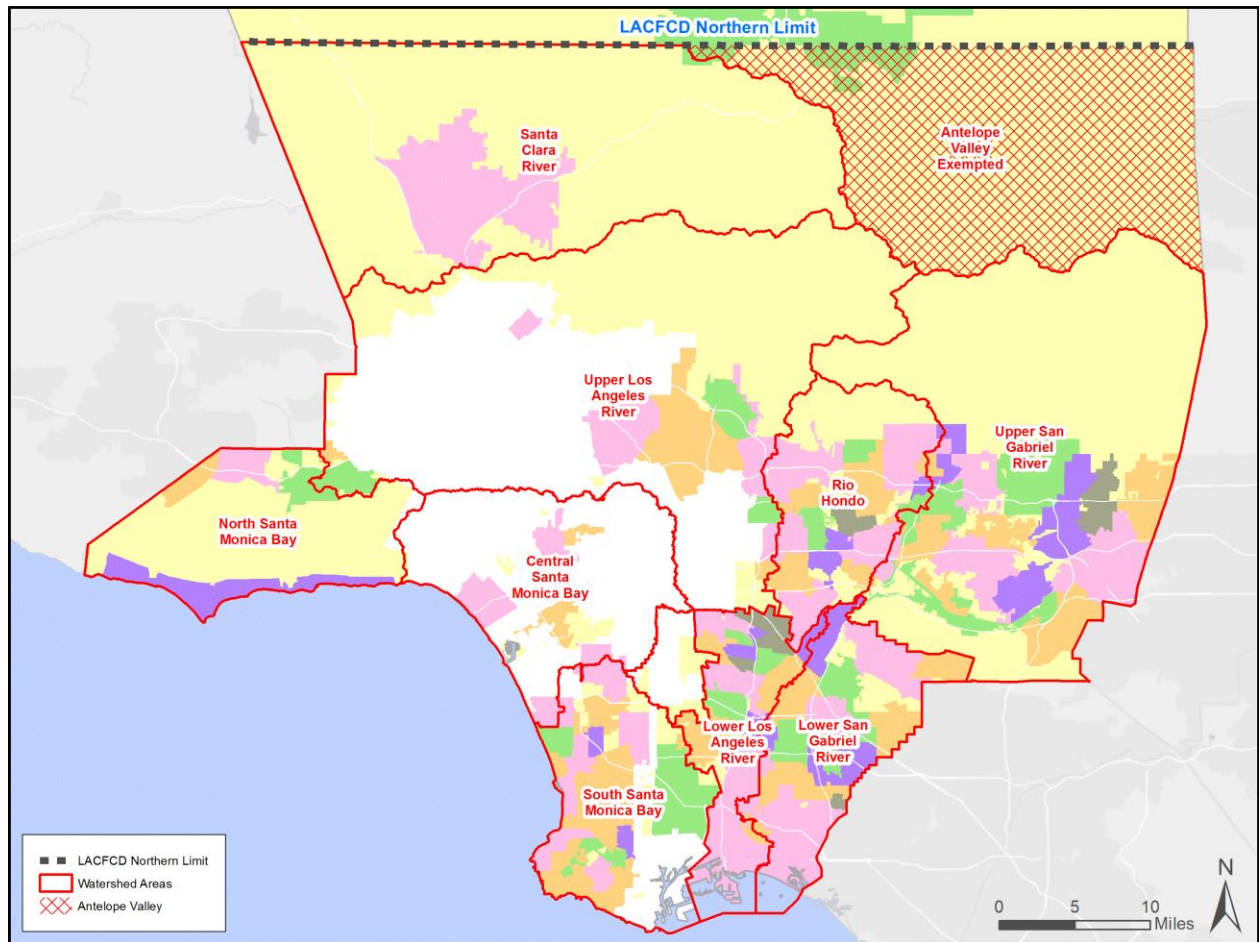 LACFCD Northern Limit
Santa
Clara
River
Antelope
Valley
Exempted
Upper Los
Angeles
River
Upper San
Gabriel
River
Rio
Hondo
North Santa
Monica Bay
Central
Santa
Monica Bay
Lower Los
Angeles
River
Lower San
Gabriel
River
South Santa
Monica Bay
LACFCD Northern Limit
Watershed Areas
Antelope Valley
N
0 5 10
Miles